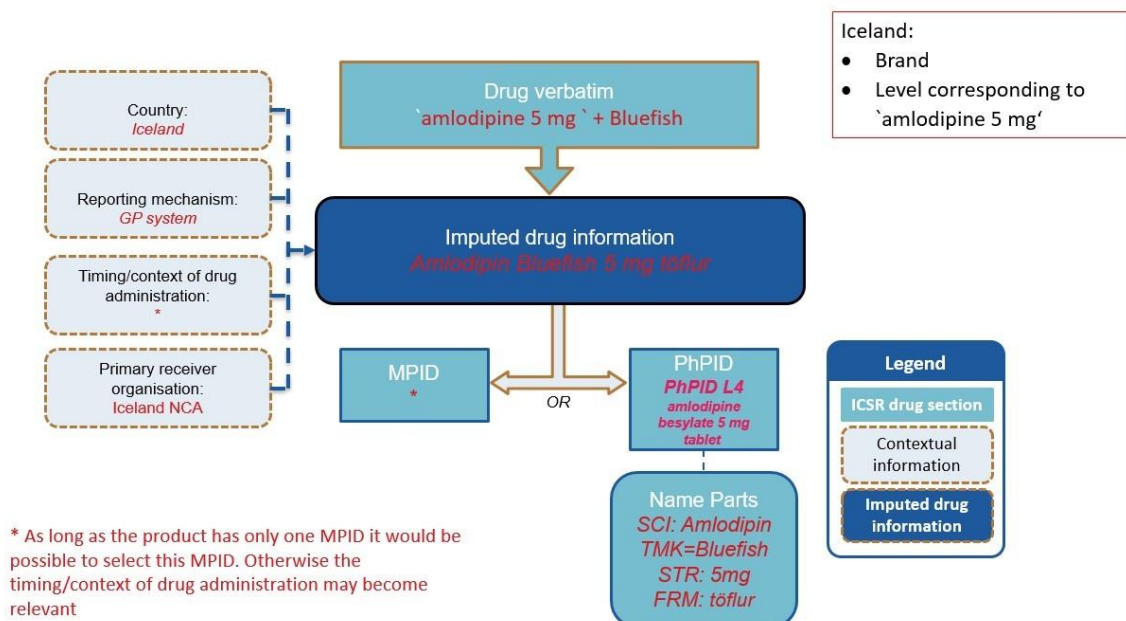 Iceland:
• Brand
• Level corresponding to
`amlodipine 5 mg‘
Drug verbatim
`amlodipine 5 mg ` + Bluefish
Country:
Iceland
Reporting mechanism:
GP system
Timing/context of drug
administration:
*
Primary receiver
organisation:
Iceland NCA
Imputed drug information
Amlodipin Bluefish 5 mg töflur
MPID
*
OR
PhPID
PhPID L4
amlodipine
besylate 5 mg
tablet
Name Parts
SCI: Amlodipin
TMK=Bluefish
STR: 5mg
FRM: töflur
Legend
ICSR drug section
Contextual
information
Imputed drug
information
* As long as the product has only one MPID it would be
possible to select this MPID. Otherwise the
timing/context of drug administration may become
relevant